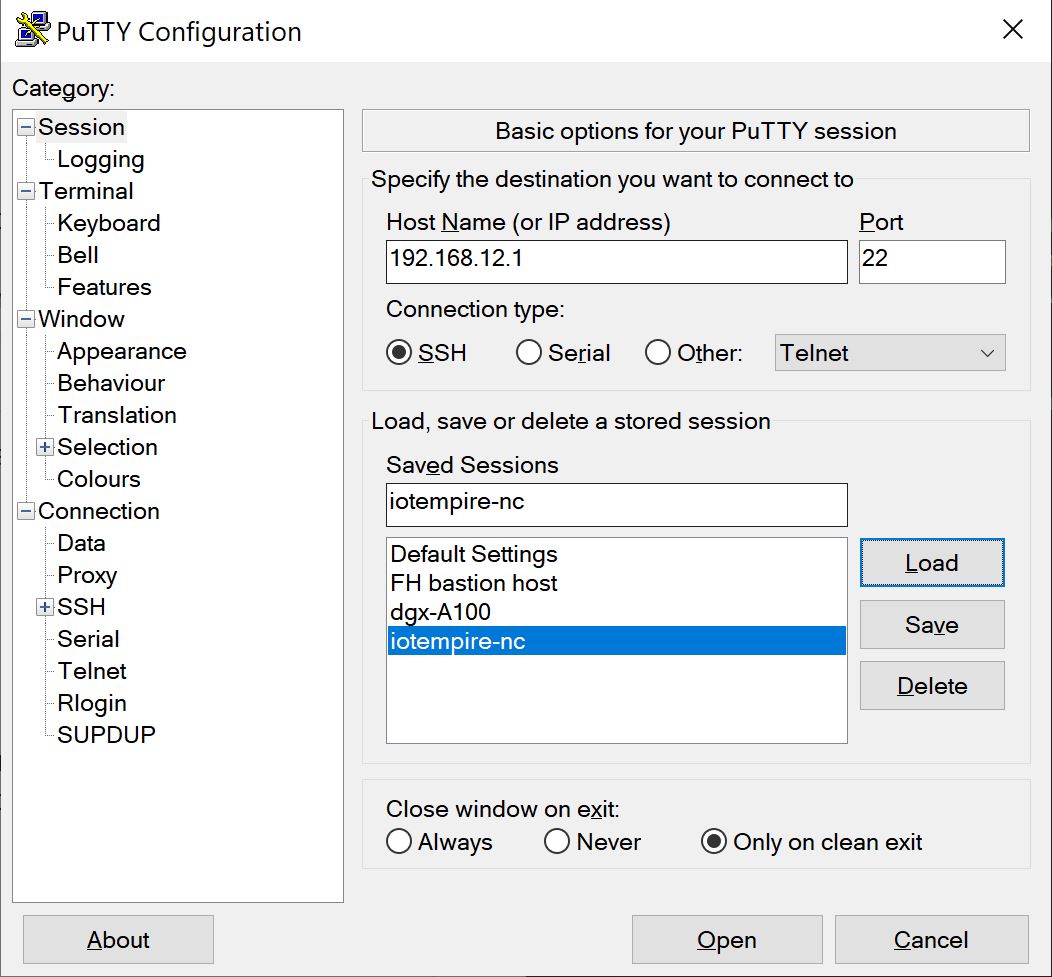 PuTTY Configuration
Category:
Session
Logging
Terminal
Keyboard
Bell
Features
Window
Appearance
Behaviour
Translation
Selection
Colours
Connection
Data
Proxy
SSH
Serial
Telnet
Rlogin
SUPDUP
Basic options for your PuTTY session
Specify the destination you want to connect to
Host Name (or IP address) Port
192.168.12.1 22
Connection type:
SSH Serial Other: Telnet
Load, save or delete a stored session
Saved Sessions
iotempire-nc
Default Settings
FH bastion host
dgx-A100
iotempire-nc
Load
Save
Delete
Close window on exit:
Always Never Only on clean exit
About Open Cancel